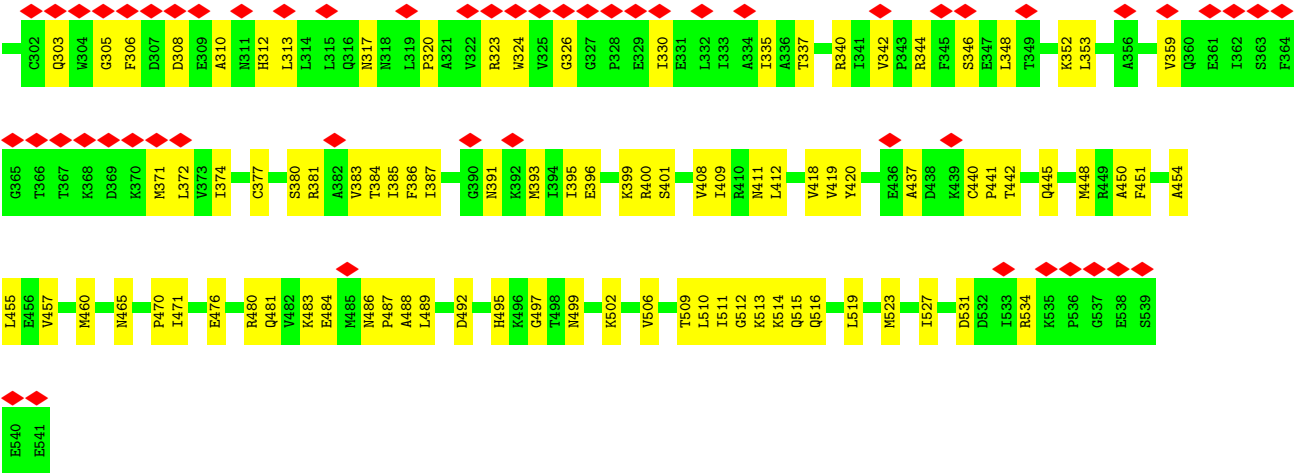 C302 Q303 W304 G305 F306 D307 D308 E309 A310 N311 H312 L313 L314 L315 Q316 N317 N318 L319 P320 A321 V322 R323 W324 V325 G326 G327 P328 E329 I330 E331 L332 I333 A334 I335 A336 T337 R340 I341 V342 P343 R344 F345 S346 E347 L348 T349 K352 L353 A356 V359 Q360 E361 I362 S363 F364
G365 T366 T367 K368 D369 K370 M371 L372 V373 I374 C377 S380 R381 A382 V383 T384 I385 F386 I387 G390 N391 K392 M393 I394 I395 E396 K399 R400 S401 V408 I409 R410 N411 L412 V418 V419 Y420 E436 A437 D438 K439 C440 P441 T442 Q445 M448 R449 A450 F451 A454
L455 E456 V457 M460 N465 P470 I471 E476 R480 Q481 V482 K483 E484 M485 N486 P487 A488 L489 D492 H495 K496 G497 T498 N499 K502 V506 T509 L510 I511 G512 K513 K514 Q515 Q516 L519 M523 I527 D531 D532 I533 R534 K535 P536 G537 E538 S539
E540 E541